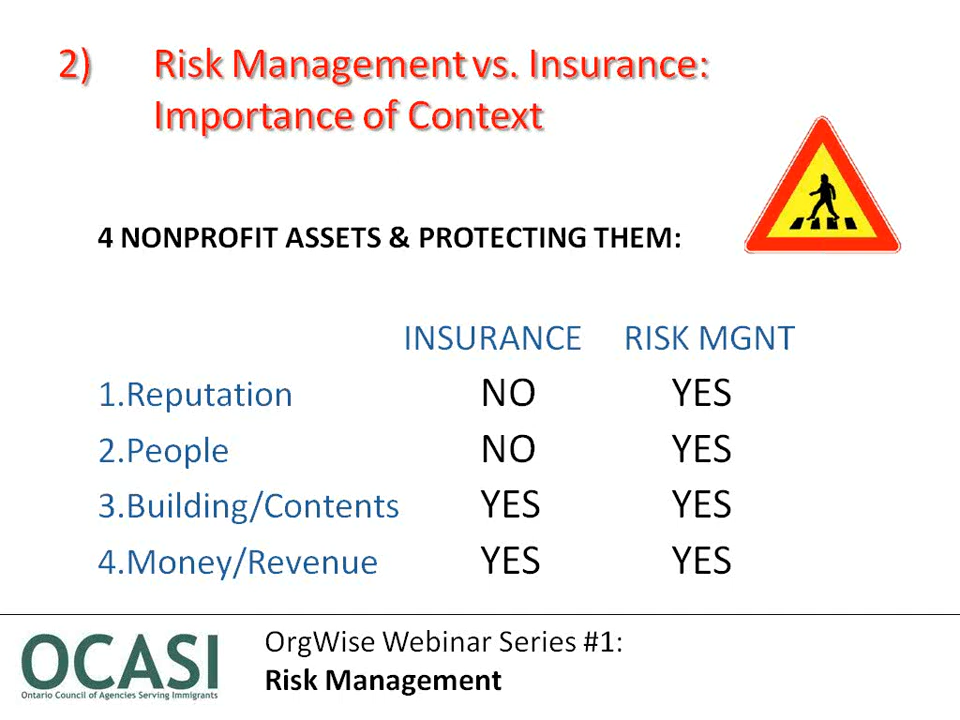 2) Risk Management vs. Insurance:
Importance of Context
4 NONPROFIT ASSETS & PROTECTING THEM:
INSURANCE RISK MGNT
1.Reputation NO YES
2.People NO YES
3.Building/Contents YES YES
4.Money/Revenue YES YES
OCASI
Ontario Council of Agencies Serving Immigrants
OrgWise Webinar Series #1:
Risk Management